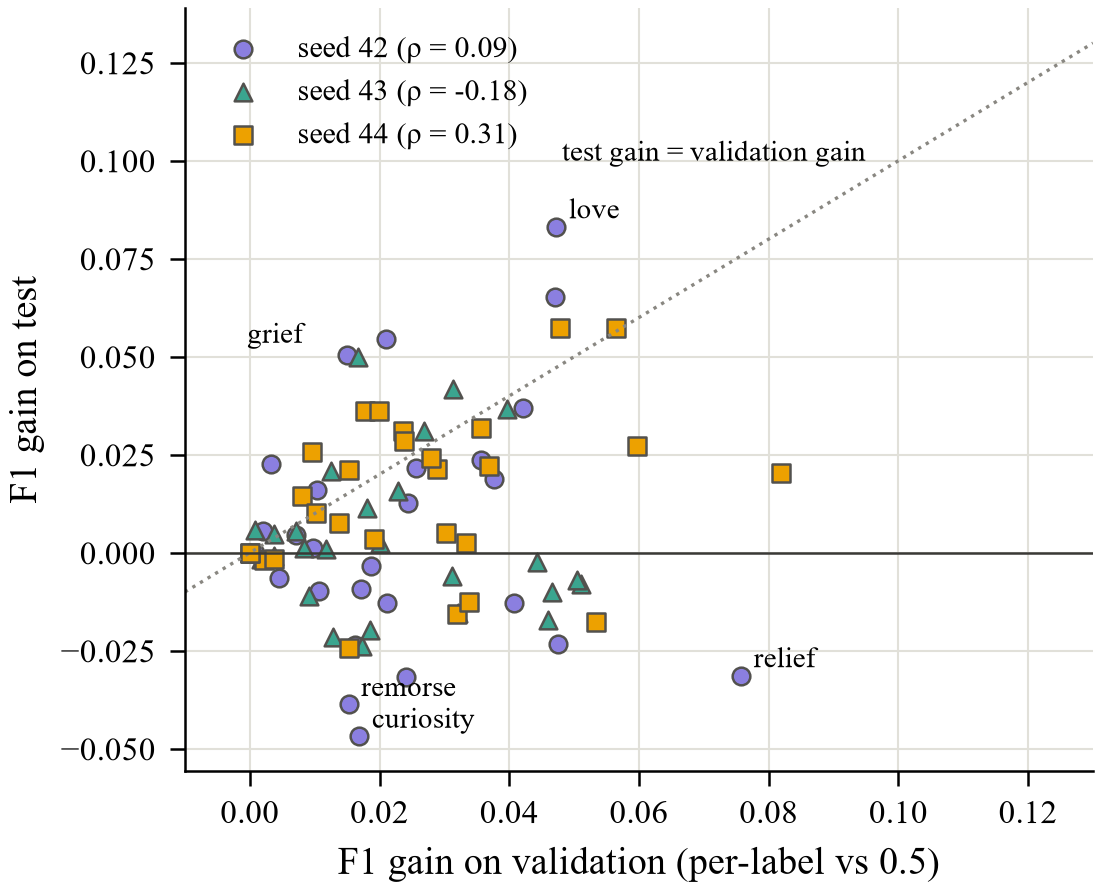 seed 42 (ρ = 0.09)
seed 43 (ρ = -0.18)
seed 44 (ρ = 0.31)
test gain = validation gain
love
grief
relief
remorse
curiosity
F1 gain on test
0.125
0.100
0.075
0.050
0.025
0.000
−0.025
−0.050
0.00 0.02 0.04 0.06 0.08 0.10 0.12
F1 gain on validation (per-label vs 0.5)